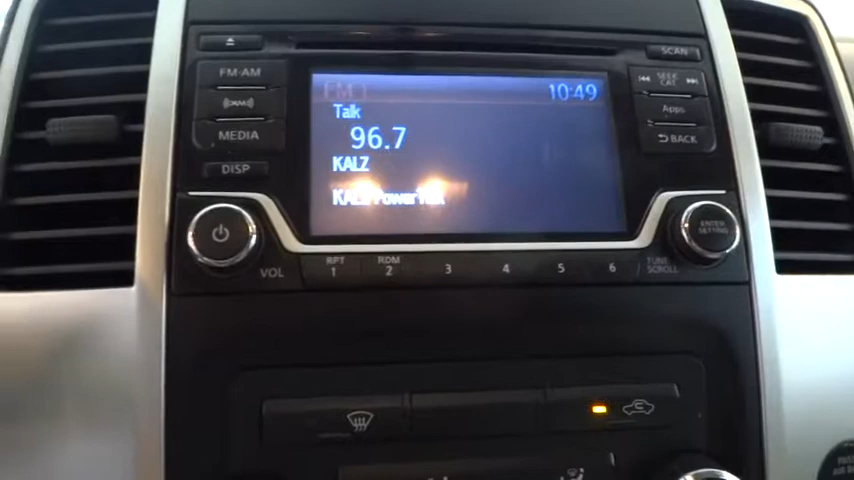 SCAN
FM·AM
SEEK
CAT
FM 1
10:49
Talk
Apps
((XM))
96.7
MEDIA
BACK
KALZ
DISP
KALZ PowerTalk
ENTER
SETTING
VOL
RPT
1
RDM
2
3
4
5
6
TUNE
SCROLL